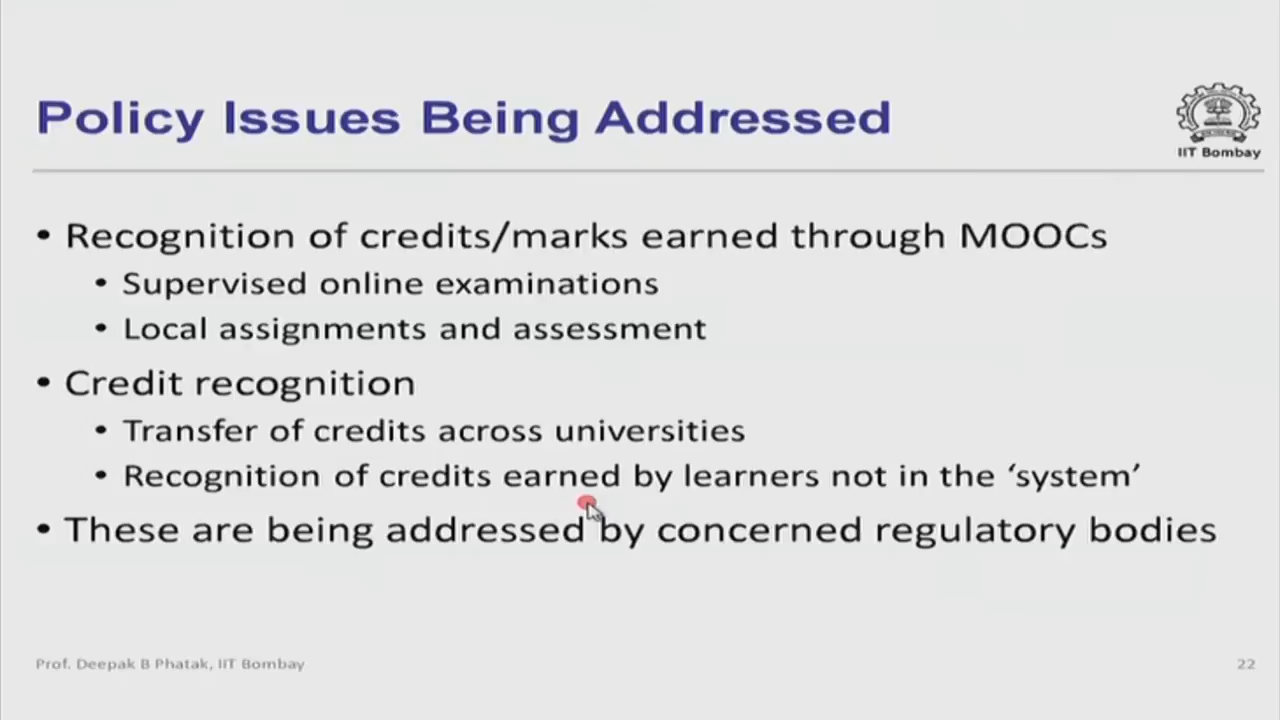 Policy Issues Being Addressed
IIT Bombay
• Recognition of credits/marks earned through MOOCs
• Supervised online examinations
• Local assignments and assessment
• Credit recognition
• Transfer of credits across universities
• Recognition of credits earned by learners not in the ‘system’
• These are being addressed by concerned regulatory bodies
Prof. Deepak B Phatak, IIT Bombay
22